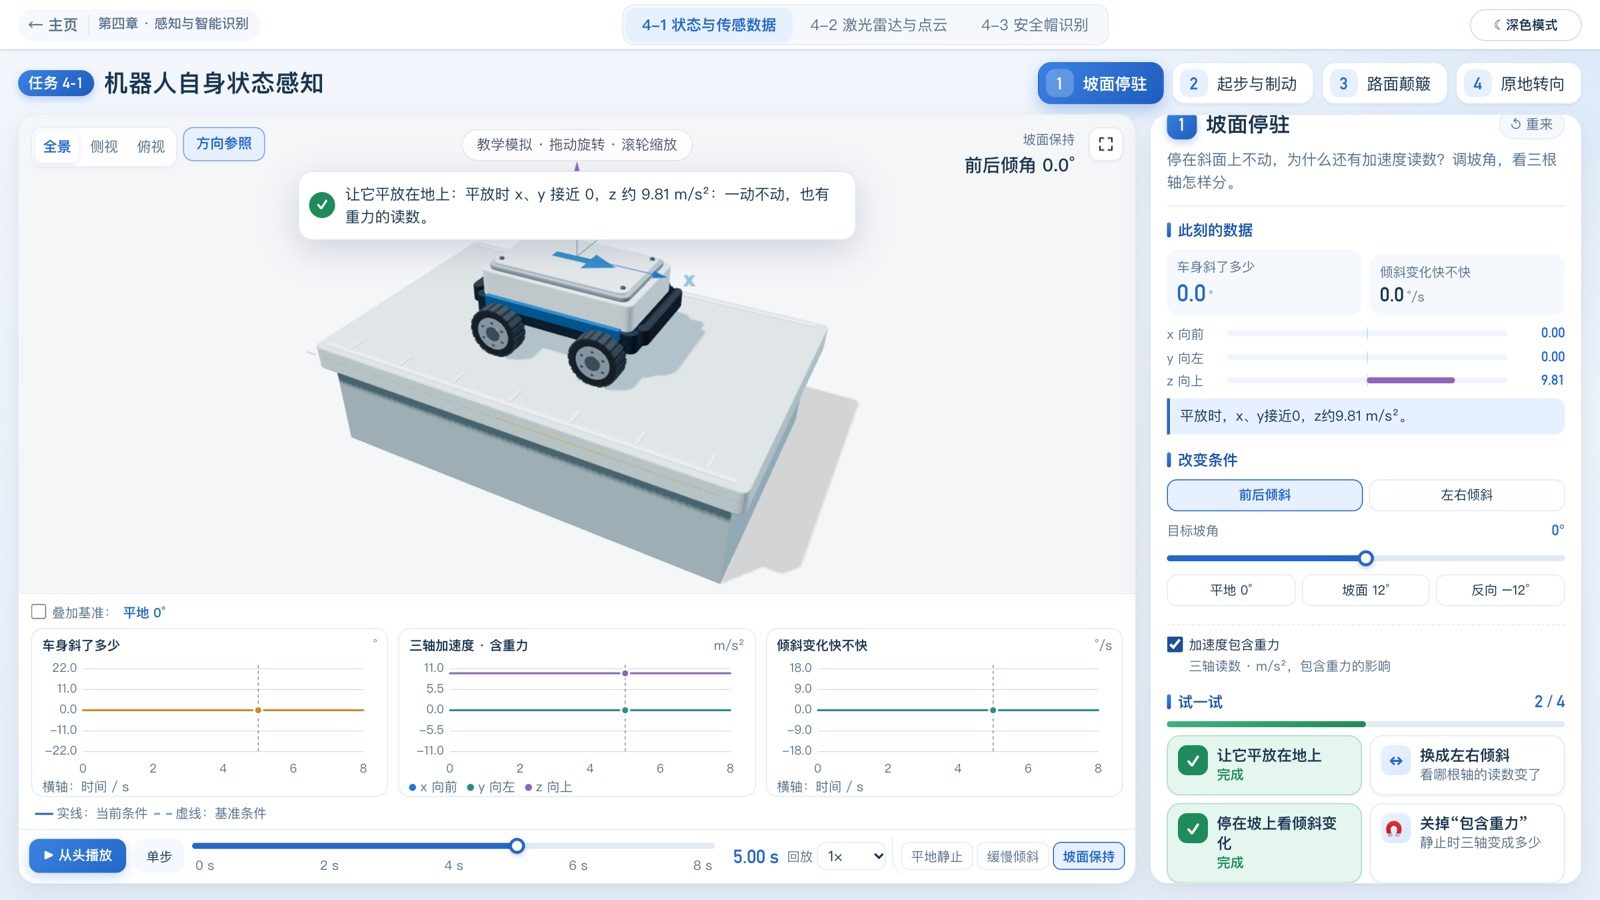 ← 主页
第四章 · 感知与智能识别
4-1 状态与传感数据
4-2 激光雷达与点云
4-3 安全帽识别
☾ 深色模式
任务 4-1
机器人自身状态感知
1 坡面停驻
2 起步与制动
3 路面颠簸
4 原地转向
全景
侧视
俯视
方向参照
教学模拟 · 拖动旋转 · 滚轮缩放
坡面保持
前后倾角 0.0°
让它平放在地上：平放时 x、y 接近 0，z 约 9.81 m/s²：一动不动，也有
重力的读数。
x
叠加基准：
平地 0°
车身斜了多少
°
22.0
11.0
0.0
−11.0
−22.0
0 2 4 6 8
横轴：时间 / s
三轴加速度 · 含重力
m/s²
11.0
5.5
0.0
−5.5
−11.0
0 2 4 6 8
x 向前 y 向左 z 向上
倾斜变化快不快
°/s
18.0
9.0
0.0
−9.0
−18.0
0 2 4 6 8
横轴：时间 / s
实线：当前条件 虚线：基准条件
▶ 从头播放
单步
0 s 2 s 4 s 6 s 8 s
5.00 s
回放
1×
平地静止
缓慢倾斜
坡面保持
1 坡面停驻
重来
停在斜面上不动，为什么还有加速度读数？调坡角，看三根
轴怎样分。
此刻的数据
车身斜了多少
0.0°
倾斜变化快不快
0.0°/s
x 向前 0.00
y 向左 0.00
z 向上 9.81
平放时，x、y接近0，z约9.81 m/s²。
改变条件
前后倾斜
左右倾斜
目标坡角 0°
平地 0°
坡面 12°
反向 −12°
加速度包含重力
三轴读数 · m/s²，包含重力的影响
试一试 2 / 4
让它平放在地上
完成
换成左右倾斜
看哪根轴的读数变了
停在坡上看倾斜变
化
完成
关掉“包含重力”
静止时三轴变成多少